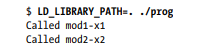 $ LD_LIBRARY_PATH=. ./prog
Called mod1-x1
Called mod2-x2